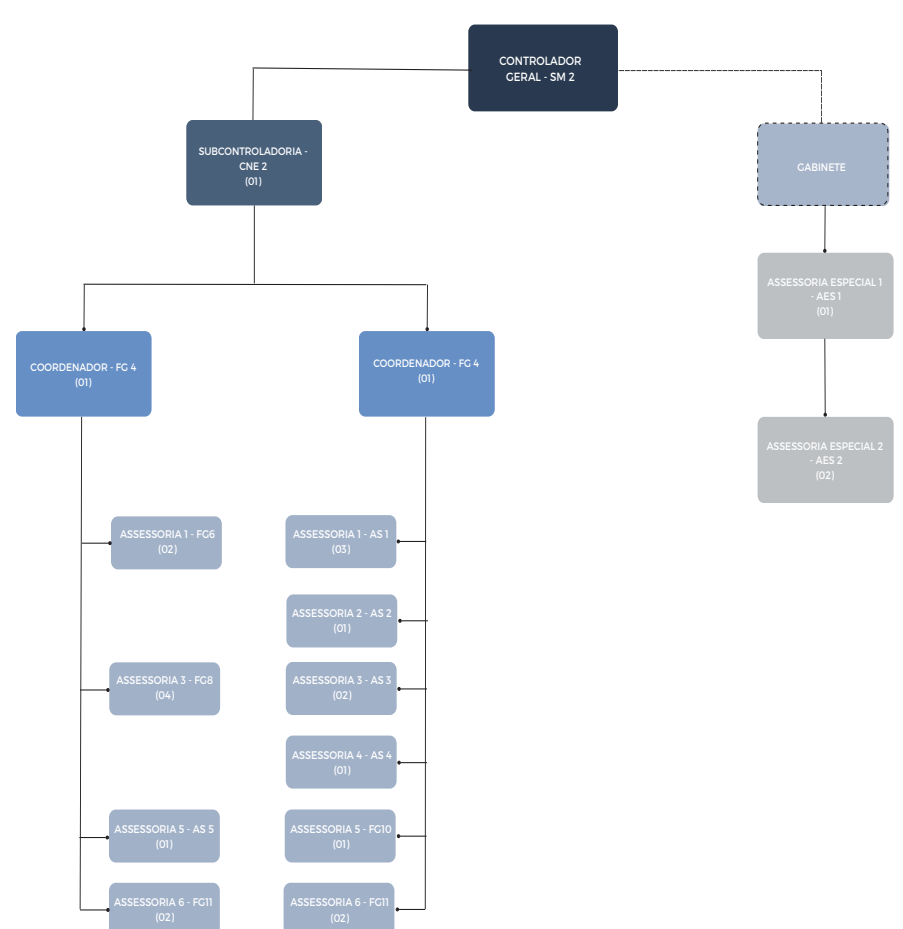 CONTROLADOR
GERAL - SM 2
SUBCONTROLADORIA -
CNE 2
(01)
GABINETE
ASSESSORIA ESPECIAL 1
- AES 1
(01)
COORDENADOR - FG 4
(01)
COORDENADOR - FG 4
(01)
ASSESSORIA ESPECIAL 2
- AES 2
(02)
ASSESSORIA 1 - FG6
(02)
ASSESSORIA 1 - AS 1
(03)
ASSESSORIA 2 - AS 2
(01)
ASSESSORIA 3 - FG8
(04)
ASSESSORIA 3 - AS 3
(02)
ASSESSORIA 4 - AS 4
(01)
ASSESSORIA 5 - AS 5
(01)
ASSESSORIA 5 - FG10
(01)
ASSESSORIA 6 - FG11
(02)
ASSESSORIA 6 - FG11
(02)